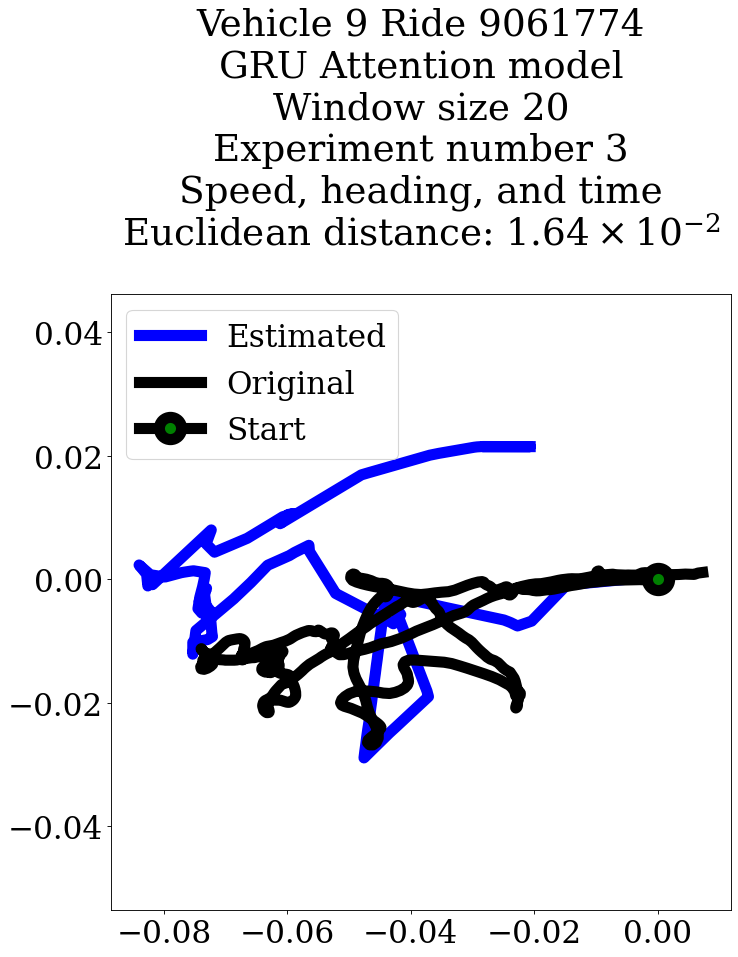 Vehicle 9 Ride 9061774
GRU Attention model
Window size 20
Experiment number 3
Speed, heading, and time
Euclidean distance: 1.64 × 10⁻²
Estimated
Original
Start
0.04
0.02
0.00
−0.02
−0.04
−0.08 −0.06 −0.04 −0.02 0.00